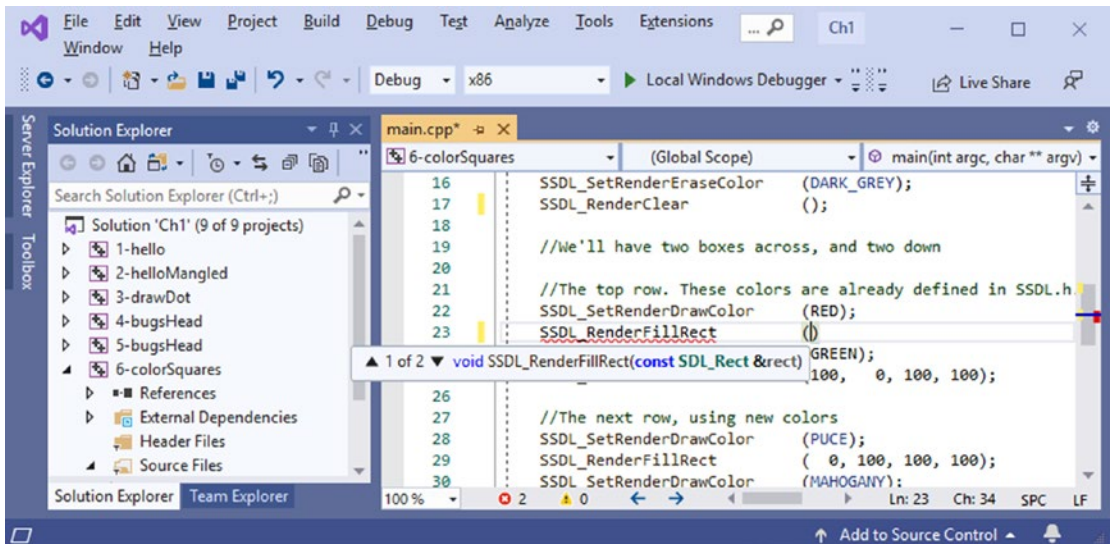 File Edit View Project Build Debug Test Analyze Tools Extensions ... Ch1
Window Help
Debug x86 Local Windows Debugger Live Share
Server Explorer
Toolbox
Solution Explorer
Search Solution Explorer (Ctrl+;)
Solution 'Ch1' (9 of 9 projects)
1-hello
2-helloMangled
3-drawDot
4-bugsHead
5-bugsHead
6-colorSquares
References
External Dependencies
Header Files
Source Files
Solution Explorer Team Explorer
main.cpp*
6-colorSquares (Global Scope) main(int argc, char ** argv)
16 SSDL_SetRenderEraseColor (DARK_GREY);
17 SSDL_RenderClear ();
18
19 //We'll have two boxes across, and two down
20
21 //The top row. These colors are already defined in SSDL.h.
22 SSDL_SetRenderDrawColor (RED);
23 SSDL_RenderFillRect ()
▲ 1 of 2 ▼ void SSDL_RenderFillRect(const SDL_Rect &rect)
GREEN);
100, 0, 100, 100);
26
27 //The next row, using new colors
28 SSDL_SetRenderDrawColor (PUCE);
29 SSDL_RenderFillRect ( 0, 100, 100, 100);
30 SSDL_SetRenderDrawColor (MAHOGANY);
100 % 2 0 Ln: 23 Ch: 34 SPC LF
Add to Source Control